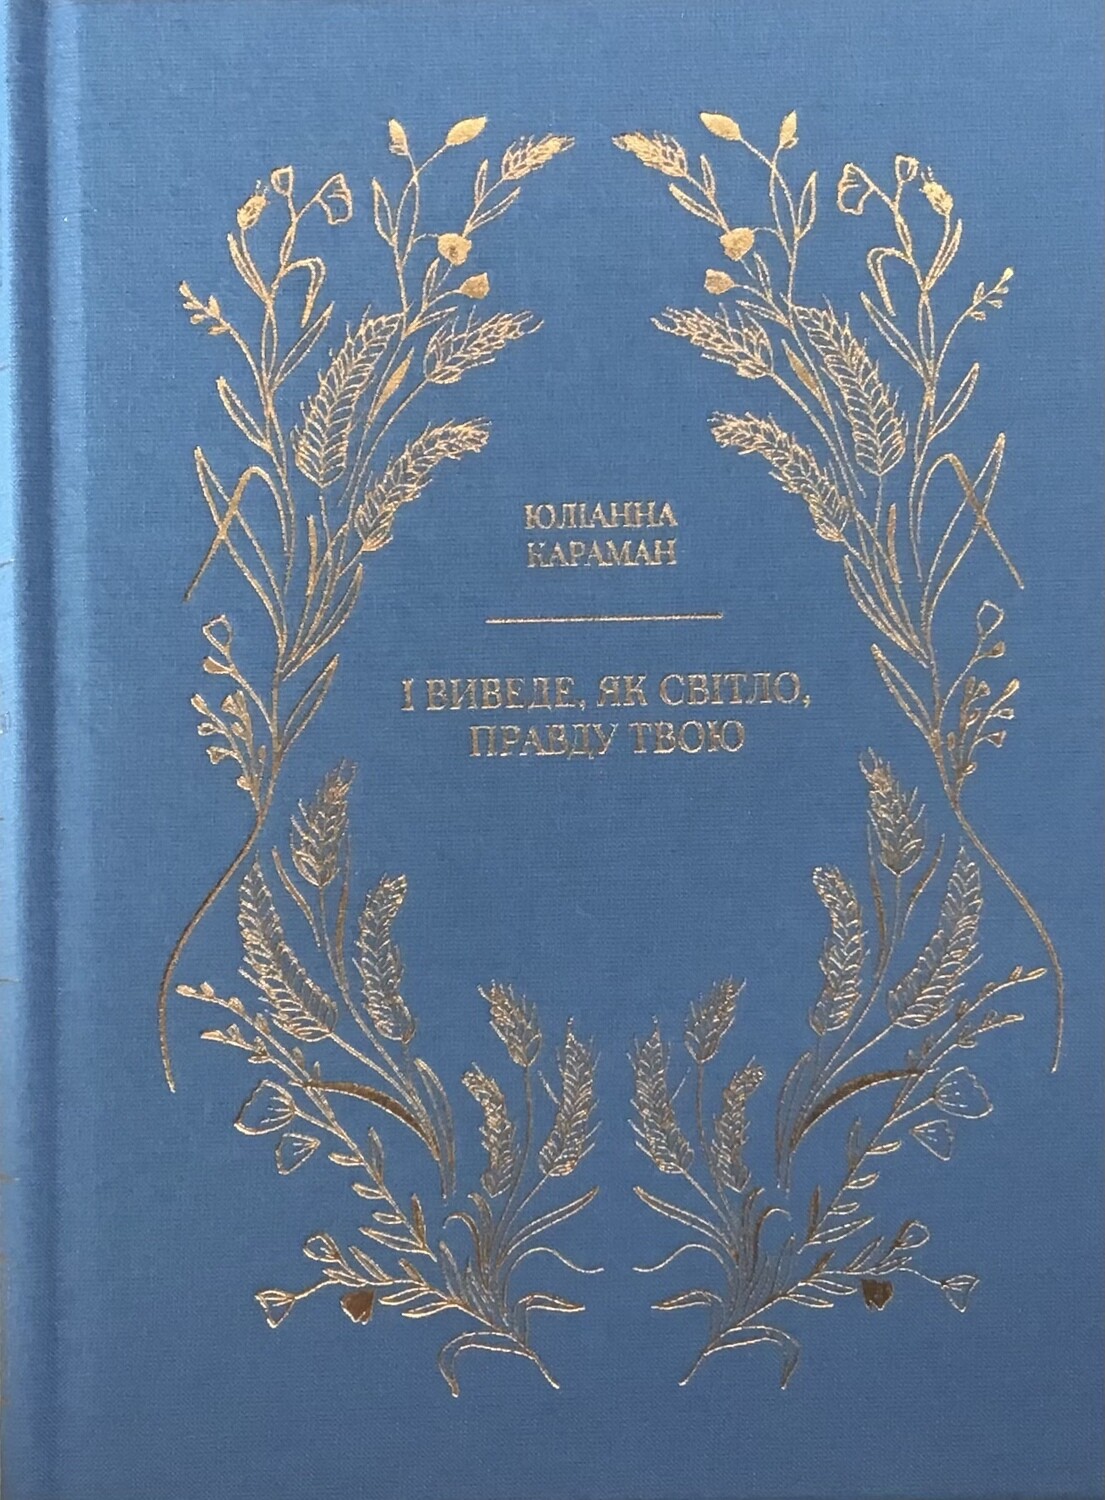 ЮЛІАННА
КАРАМАН
І ВИВЕДЕ, ЯК СВІТЛО,
ПРАВДУ ТВОЮ